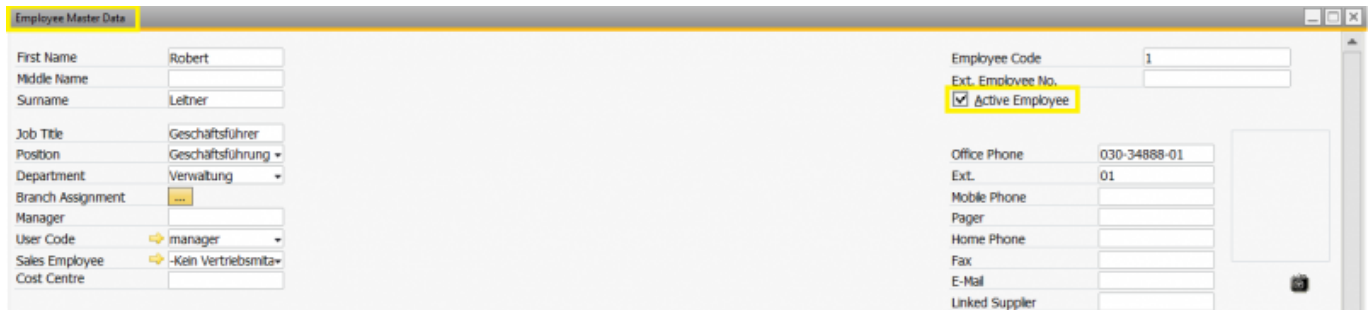 Employee Master Data
First Name Robert
Middle Name
Surname Leitner
Job Title Geschäftsführer
Position Geschäftsführung
Department Verwaltung
Branch Assignment ...
Manager
User Code manager
Sales Employee -Kein Vertriebsmita
Cost Centre
Employee Code 1
Ext. Employee No.
Active Employee
Office Phone 030-34888-01
Ext. 01
Mobile Phone
Pager
Home Phone
Fax
E-Mail
Linked Supplier